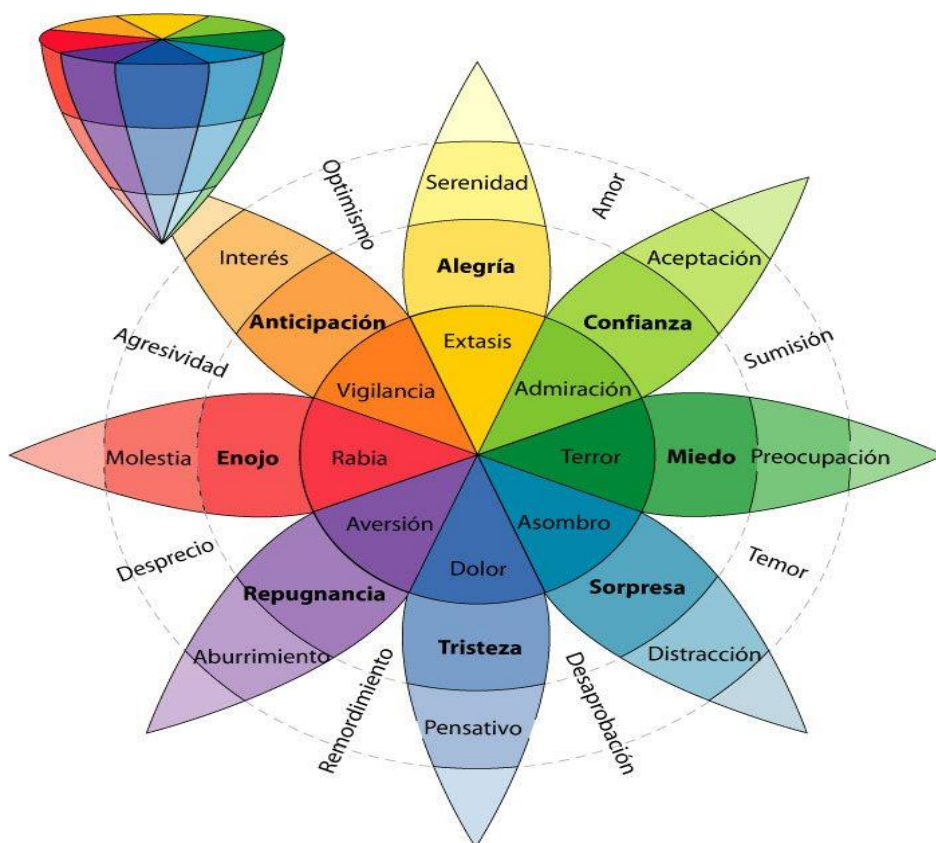 Optimismo
Serenidad
Amor
Interés
Alegría
Aceptación
Anticipación
Confianza
Agresividad
Extasis
Sumisión
Vigilancia
Admiración
Molestia
Enojo
Rabia
Terror
Miedo
Preocupación
Aversión
Asombro
Desprecio
Dolor
Temor
Repugnancia
Sorpresa
Aburrimiento
Tristeza
Distracción
Remordimiento
Pensativo
Desaprobación